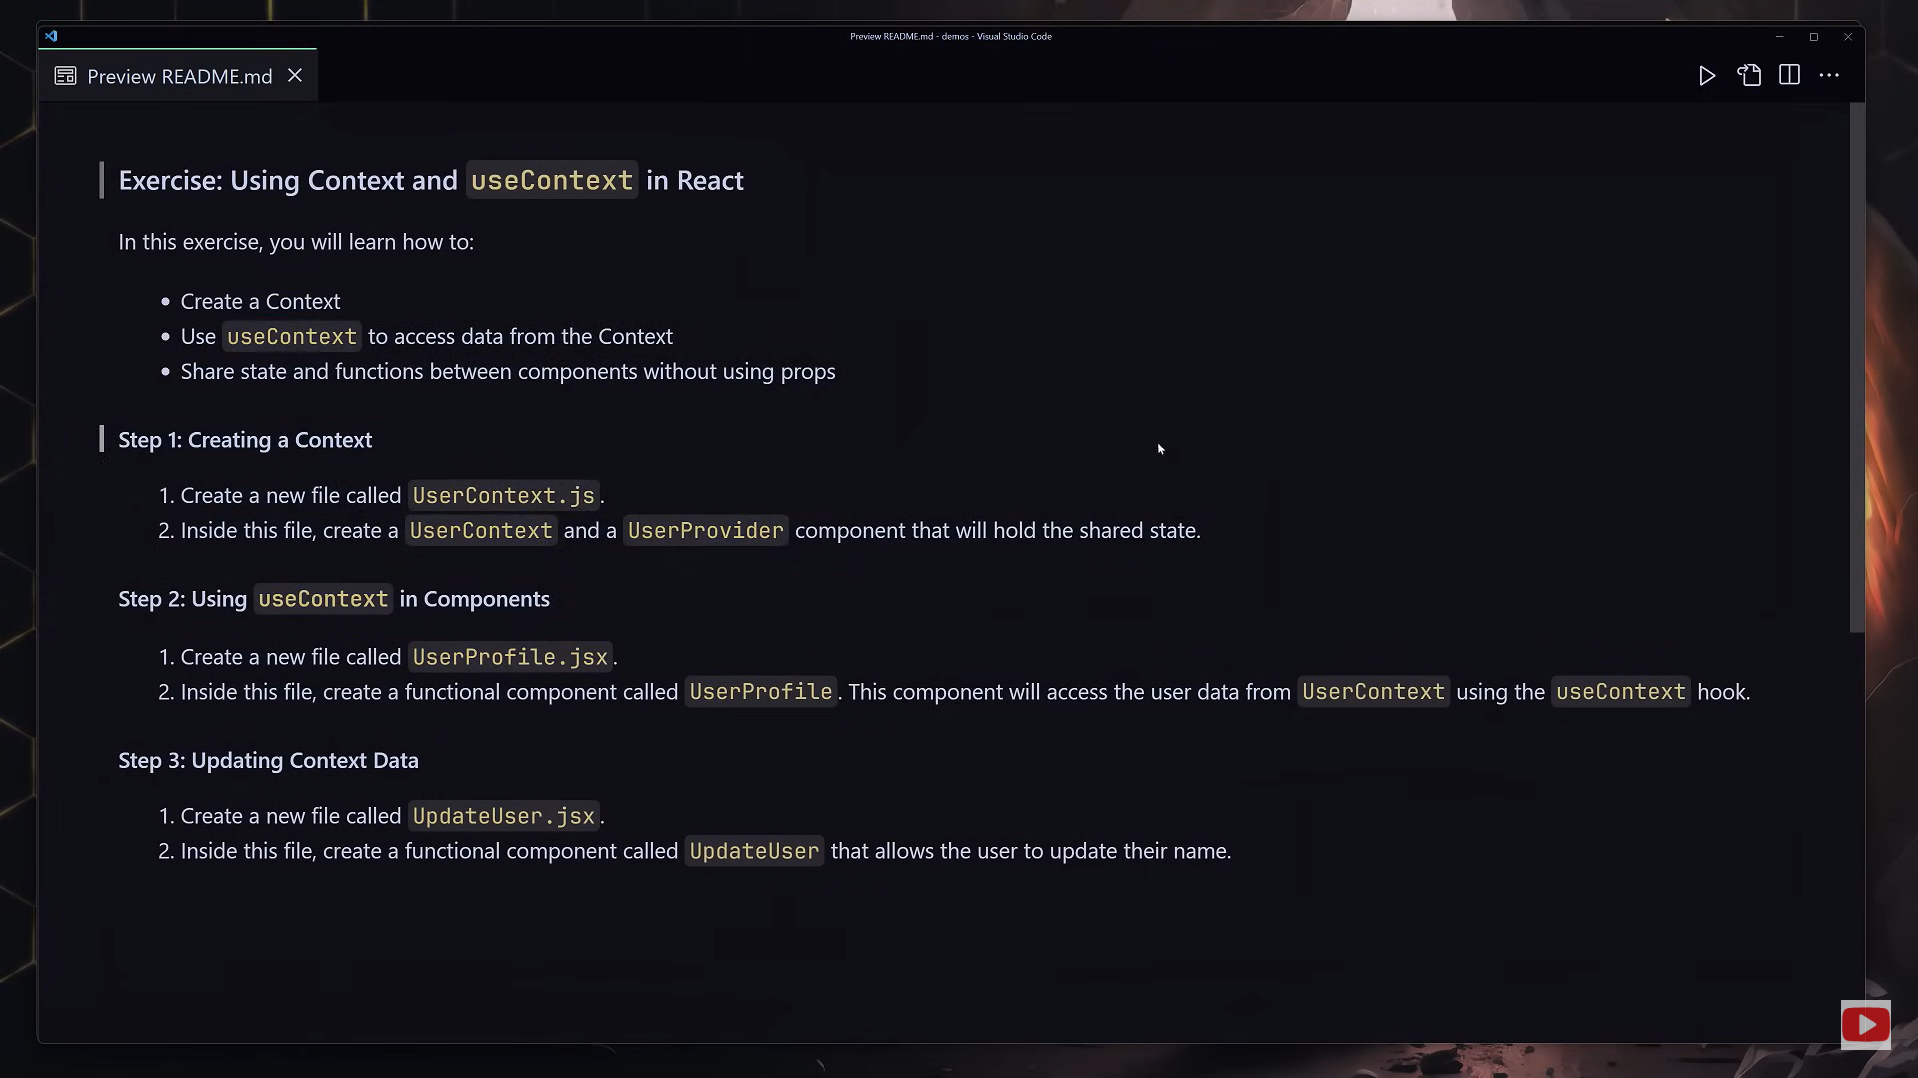 Preview README.md - demos - Visual Studio Code
Preview README.md
Exercise: Using Context and useContext in React
In this exercise, you will learn how to:
• Create a Context
• Use useContext to access data from the Context
• Share state and functions between components without using props
Step 1: Creating a Context
1. Create a new file called UserContext.js.
2. Inside this file, create a UserContext and a UserProvider component that will hold the shared state.
Step 2: Using useContext in Components
1. Create a new file called UserProfile.jsx.
2. Inside this file, create a functional component called UserProfile. This component will access the user data from UserContext using the useContext hook.
Step 3: Updating Context Data
1. Create a new file called UpdateUser.jsx.
2. Inside this file, create a functional component called UpdateUser that allows the user to update their name.